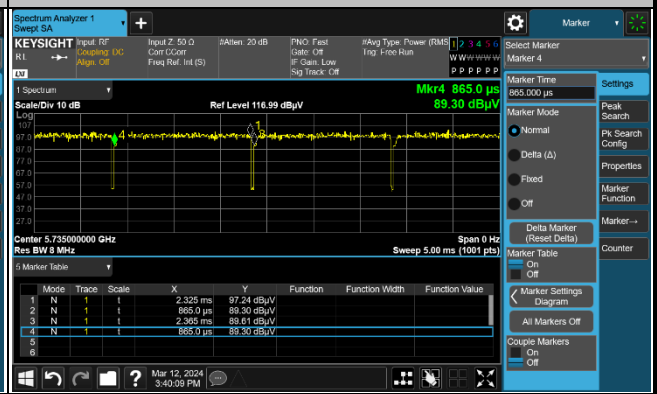 Spectrum Analyzer 1
Swept SA
Marker
KEYSIGHT
Input: RF
Input Z: 50 Ω
#Atten: 20 dB
PNO: Fast
#Avg Type: Power (RMS
1 2 3 4 5 6
RL
Coupling: DC
Corr CCorr
Gate: Off
Trig: Free Run
Align: Off
Freq Ref: Int (S)
IF Gain: Low
W W W W W W
Sig Track: Off
P P P P P P
LXI
Select Marker
Marker 4
1 Spectrum
Mkr4 865.0 µs
Scale/Div 10 dB
Ref Level 116.99 dBµV
89.30 dBµV
Log
107
97.0
87.0
77.0
67.0
57.0
47.0
37.0
27.0
4
1
Center 5.735000000 GHz
Span 0 Hz
Res BW 8 MHz
Sweep 5.00 ms (1001 pts)
5 Marker Table
Mode Trace Scale X Y Function Function Width Function Value
1 N 1 t 2.325 ms 97.24 dBµV
2 N 1 t 865.0 µs 89.30 dBµV
3 N 1 t 2.365 ms 89.61 dBµV
4 N 1 t 865.0 µs 89.30 dBµV
5
6
Mar 12, 2024
3:40:09 PM
Marker Time
865.000 µs
Marker Mode
Normal
Delta (Δ)
Fixed
Off
Delta Marker
(Reset Delta)
Marker Table
On
Off
Marker Settings
Diagram
All Markers Off
Couple Markers
On
Off
Settings
Peak
Search
Pk Search
Config
Properties
Marker
Function
Marker→
Counter